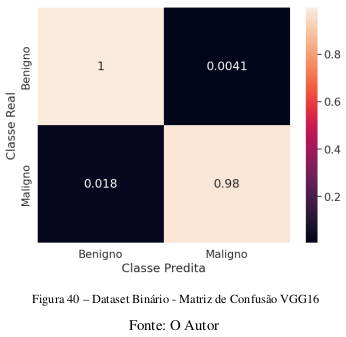 Classe Real
Benigno
Maligno
1
0.0041
0.018
0.98
Benigno
Maligno
Classe Predita
0.8
0.6
0.4
0.2
Figura 40 – Dataset Binário - Matriz de Confusão VGG16
Fonte: O Autor